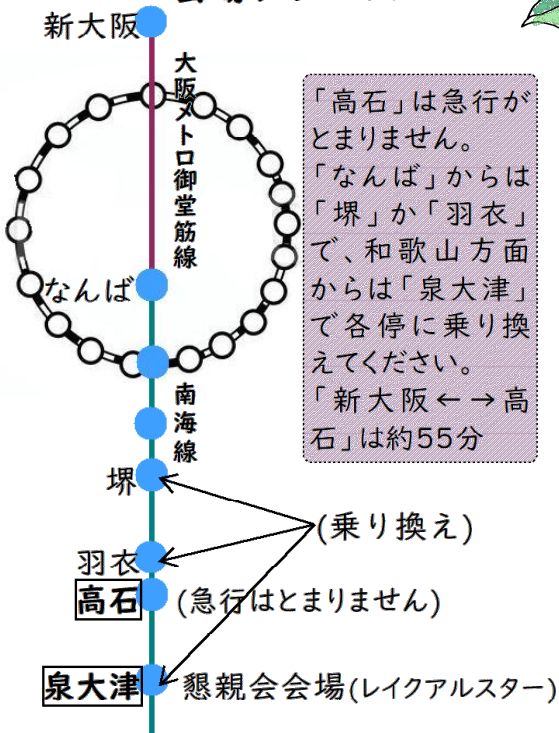 新大阪
大阪メトロ御堂筋線
「高石」は急行が
とまりません。
「なんば」からは
「堺」か「羽衣」
で、和歌山方面
からは「泉大津」
で各停に乗り換
えてください。
「新大阪←→高
石」は約55分
なんば
南海線
堺
(乗り換え)
羽衣
高石
(急行はとまりません)
泉大津
懇親会会場(レイクアルスター)